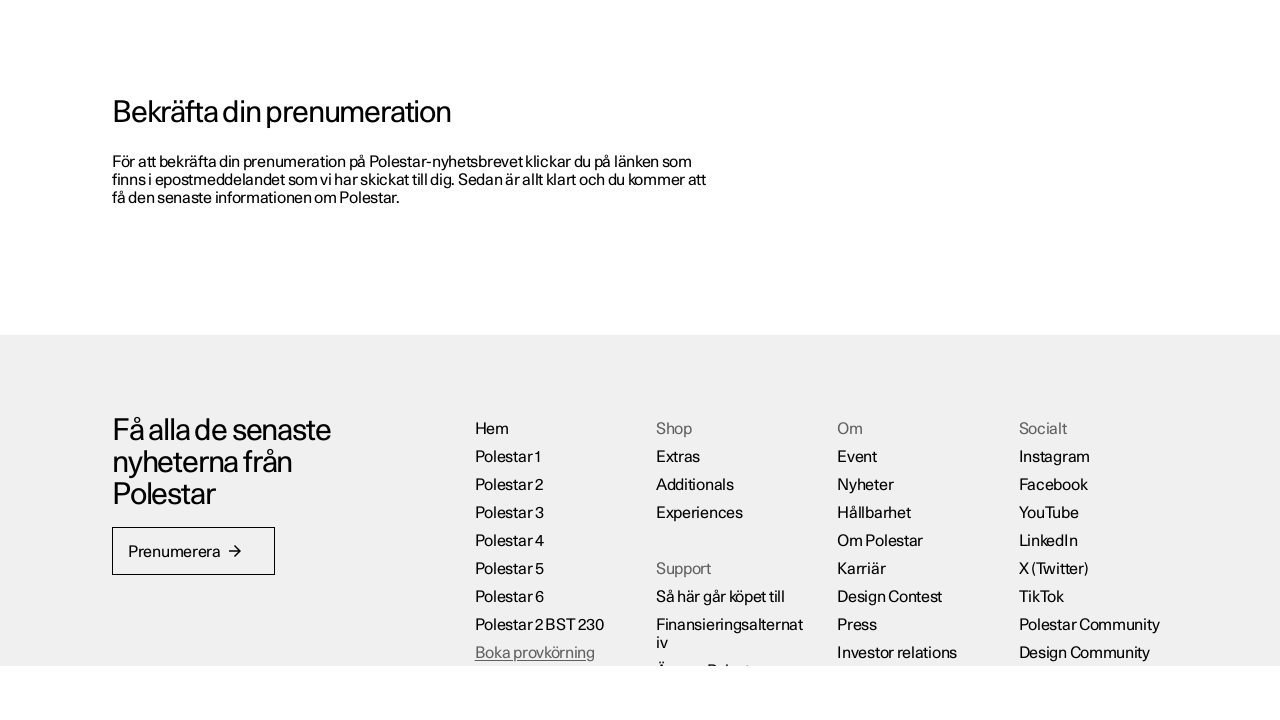 Bekräfta din prenumeration
För att bekräfta din prenumeration på Polestar-nyhetsbrevet klickar du på länken som
finns i epostmeddelandet som vi har skickat till dig. Sedan är allt klart och du kommer att
få den senaste informationen om Polestar.
Få alla de senaste
nyheterna från
Polestar
Prenumerera →
Hem
Polestar 1
Polestar 2
Polestar 3
Polestar 4
Polestar 5
Polestar 6
Polestar 2 BST 230
Boka provkörning
Shop
Extras
Additionals
Experiences
Support
Så här går köpet till
Finansieringsalternat
iv
Om
Event
Nyheter
Hållbarhet
Om Polestar
Karriär
Design Contest
Press
Investor relations
Socialt
Instagram
Facebook
YouTube
LinkedIn
X (Twitter)
TikTok
Polestar Community
Design Community